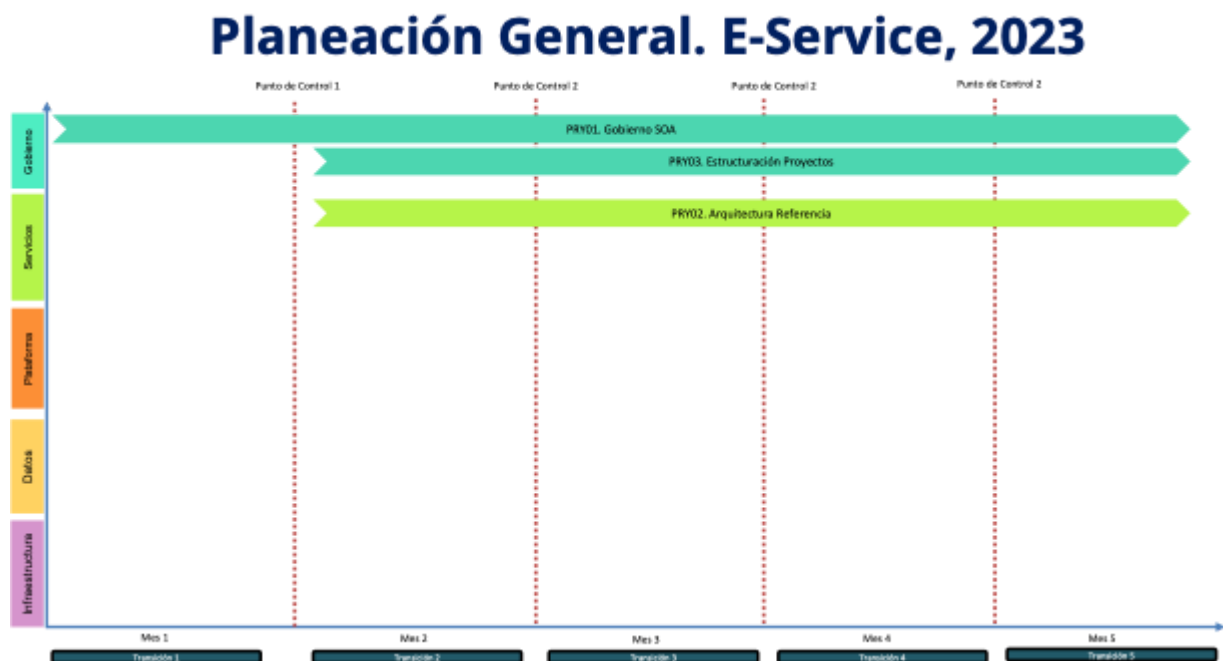 Planeación General. E-Service, 2023
Punto de Control 1
Punto de Control 2
Punto de Control 2
Punto de Control 2
Gobierno
PRY01. Gobierno SOA
PRY03. Estructuración Proyectos
Servicios
PRY02. Arquitectura Referencia
Plataforma
Datos
Infraestructura
Mes 1
Mes 2
Mes 3
Mes 4
Mes 5
Transición 1
Transición 2
Transición 3
Transición 4
Transición 5